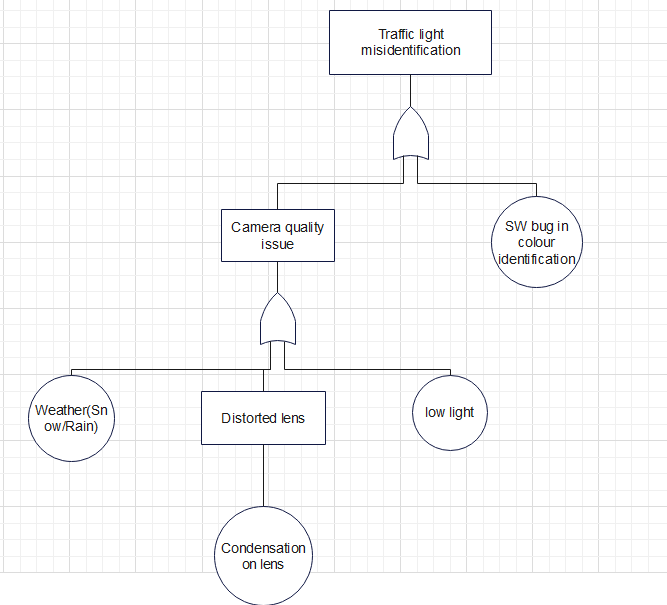 Traffic light
misidentification
Camera quality
issue
SW bug in
colour
identification
Weather(Sn
ow/Rain)
Distorted lens
low light
Condensation
on lens